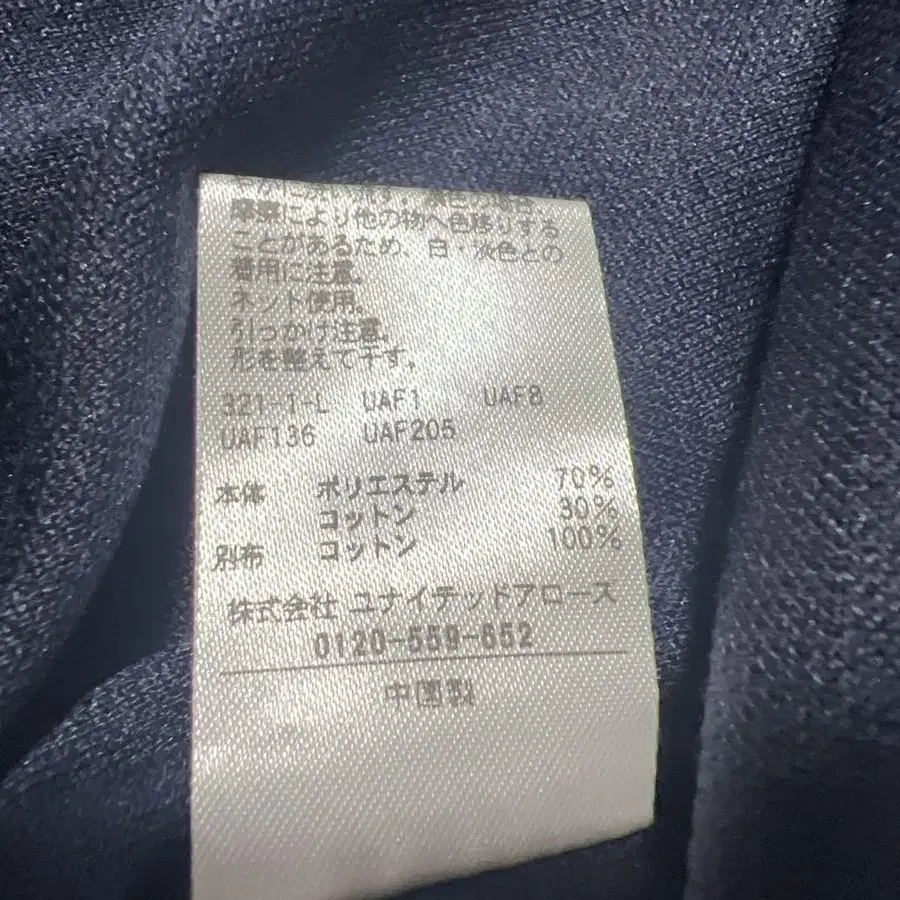 摩擦により他の物へ色移りする
ことがあるため、白・淡色との
着用に注意。
ネット使用。
引っかけ注意。
形を整えて干す。
321-T-L UAF1 UAF8
UAF136 UAF205
本体 ポリエステル 70%
コットン 30%
別布 コットン 100%
株式会社 ユナイテッドアローズ
0120-559-652
中国製